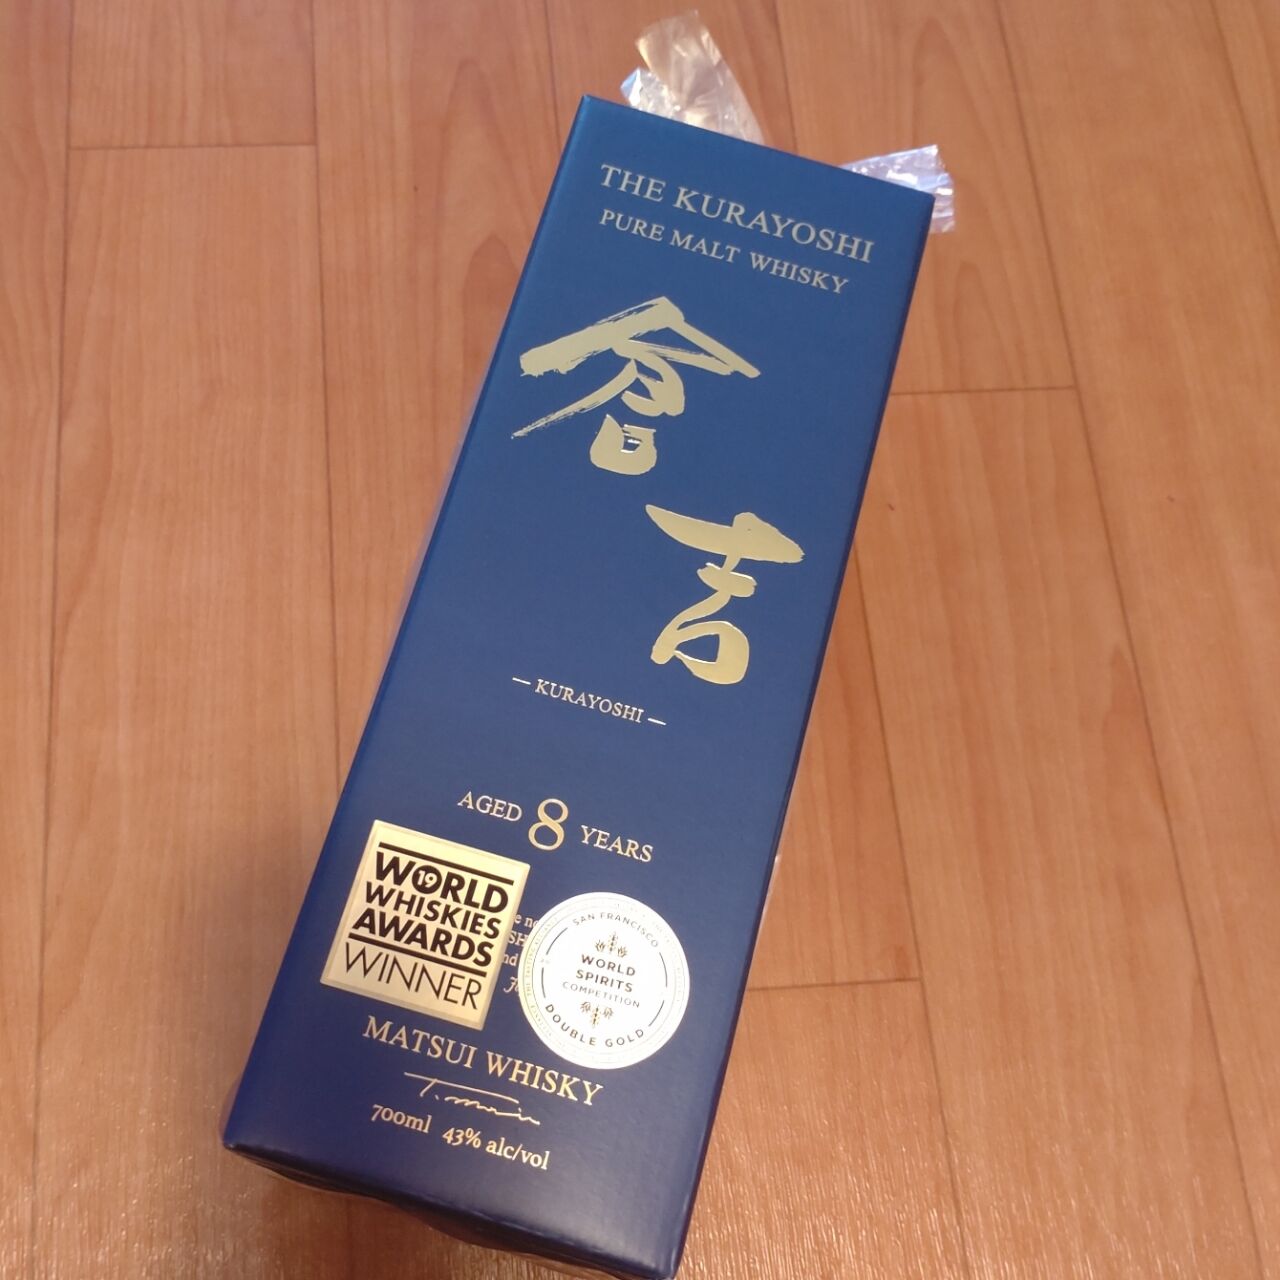 THE KURAYOSHI
PURE MALT WHISKY
倉吉
— KURAYOSHI —
AGED 8 YEARS
WORLD
19
WHISKIES
AWARDS
WINNER
SAN FRANCISCO
WORLD
SPIRITS
COMPETITION
DOUBLE GOLD
MATSUI WHISKY
700ml 43% alc/vol